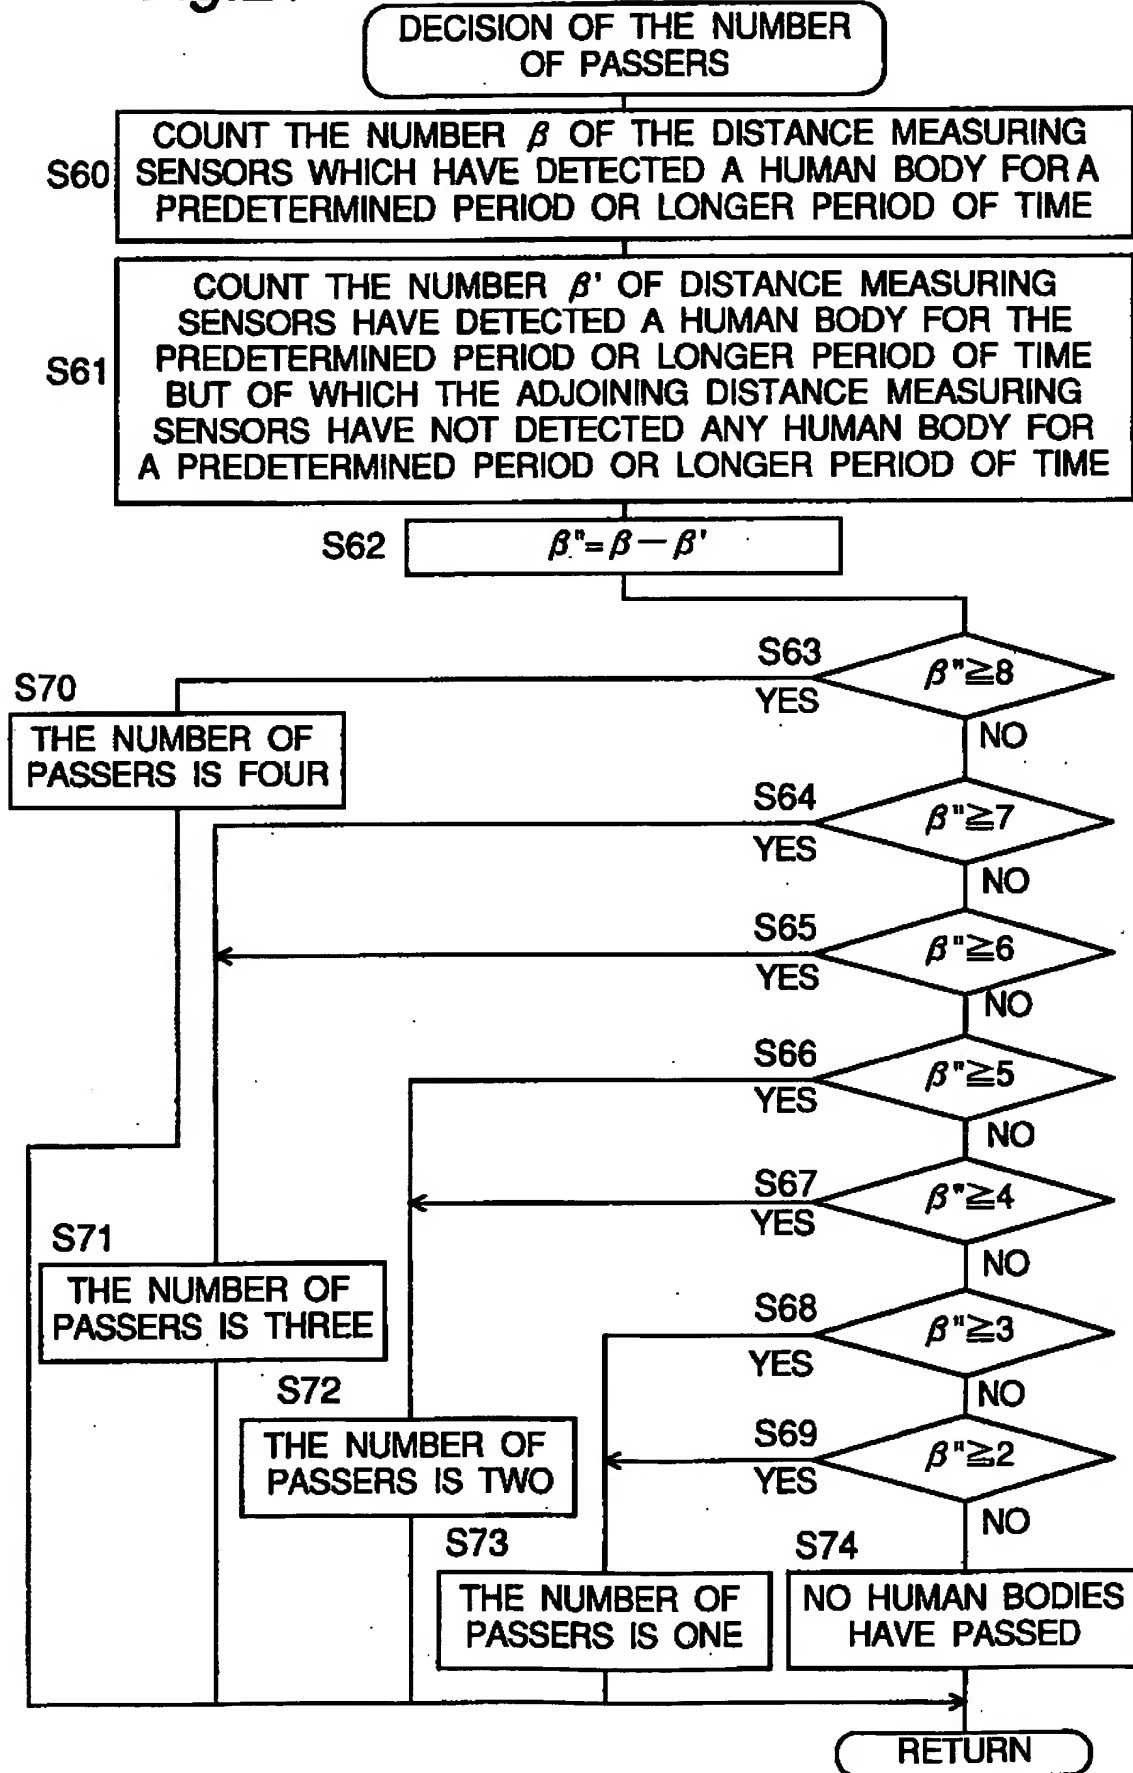 DECISION OF THE NUMBER
OF PASSERS
COUNT THE NUMBER β OF THE DISTANCE MEASURING
S60 SENSORS WHICH HAVE DETECTED A HUMAN BODY FOR A
PREDETERMINED PERIOD OR LONGER PERIOD OF TIME
COUNT THE NUMBER β' OF DISTANCE MEASURING
SENSORS HAVE DETECTED A HUMAN BODY FOR THE
PREDETERMINED PERIOD OR LONGER PERIOD OF TIME
S61
BUT OF WHICH THE ADJOINING DISTANCE MEASURING
SENSORS HAVE NOT DETECTED ANY HUMAN BODY FOR
A PREDETERMINED PERIOD OR LONGER PERIOD OF TIME
S62 β"=β−β'
S63 β"≧8
YES
NO
S70
THE NUMBER OF
PASSERS IS FOUR
S64 β"≧7
YES
NO
S65 β"≧6
YES
NO
S66 β"≧5
YES
NO
S67 β"≧4
YES
NO
S71
THE NUMBER OF
PASSERS IS THREE
S68 β"≧3
YES
NO
S72
THE NUMBER OF
PASSERS IS TWO
S69 β"≧2
YES
NO
S73
THE NUMBER OF
PASSERS IS ONE
S74
NO HUMAN BODIES
HAVE PASSED
RETURN